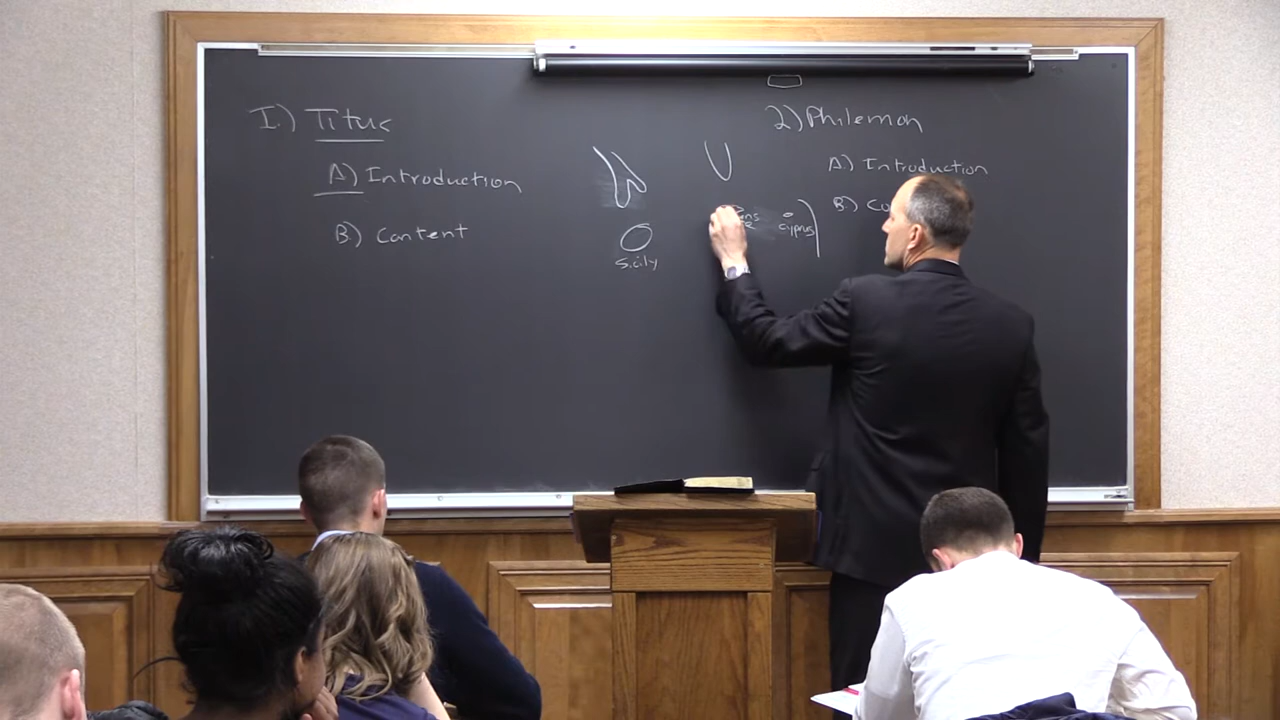 I.) Titus
A) Introduction
B.) Content
Sicily
Cyprus
2) Philemon
A.) Introduction
B.)